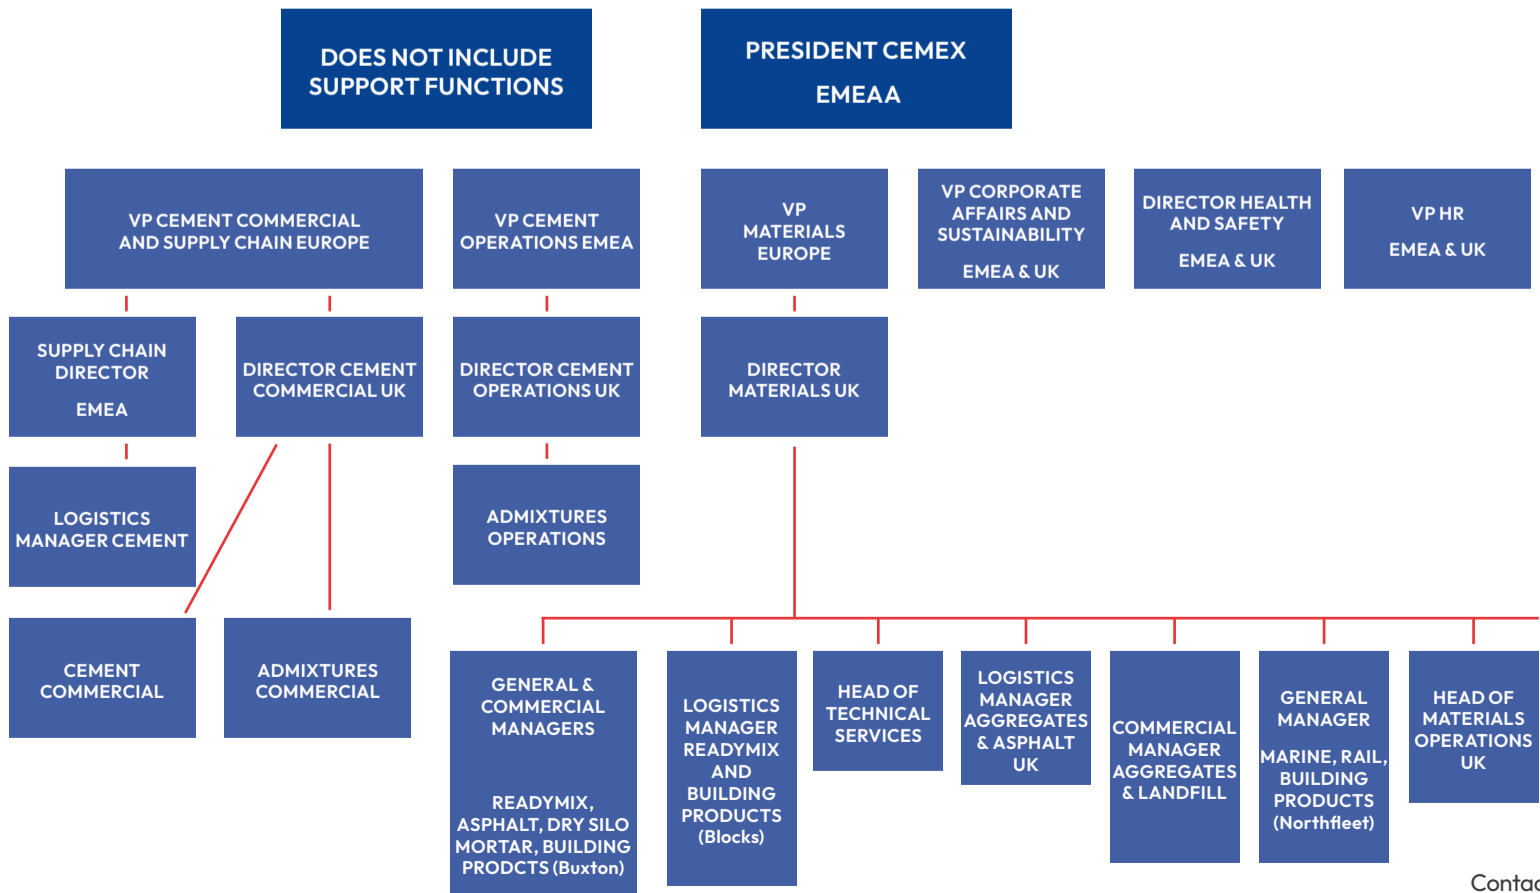 DOES NOT INCLUDE
SUPPORT FUNCTIONS
PRESIDENT CEMEX
EMEAA
VP CEMENT COMMERCIAL
AND SUPPLY CHAIN EUROPE
VP CEMENT
OPERATIONS EMEA
VP
MATERIALS
EUROPE
VP CORPORATE
AFFAIRS AND
SUSTAINABILITY
EMEA & UK
DIRECTOR HEALTH
AND SAFETY
EMEA & UK
VP HR
EMEA & UK
SUPPLY CHAIN
DIRECTOR
EMEA
DIRECTOR CEMENT
COMMERCIAL UK
DIRECTOR CEMENT
OPERATIONS UK
DIRECTOR
MATERIALS UK
LOGISTICS
MANAGER CEMENT
ADMIXTURES
OPERATIONS
CEMENT
COMMERCIAL
ADMIXTURES
COMMERCIAL
GENERAL &
COMMERCIAL
MANAGERS
READYMIX,
ASPHALT, DRY SILO
MORTAR, BUILDING
PRODCTS (Buxton)
LOGISTICS
MANAGER
READYMIX
AND
BUILDING
PRODUCTS
(Blocks)
HEAD OF
TECHNICAL
SERVICES
LOGISTICS
MANAGER
AGGREGATES
& ASPHALT
UK
COMMERCIAL
MANAGER
AGGREGATES
& LANDFILL
GENERAL
MANAGER
MARINE, RAIL,
BUILDING
PRODUCTS
(Northfleet)
HEAD OF
MATERIALS
OPERATIONS
UK
Contac